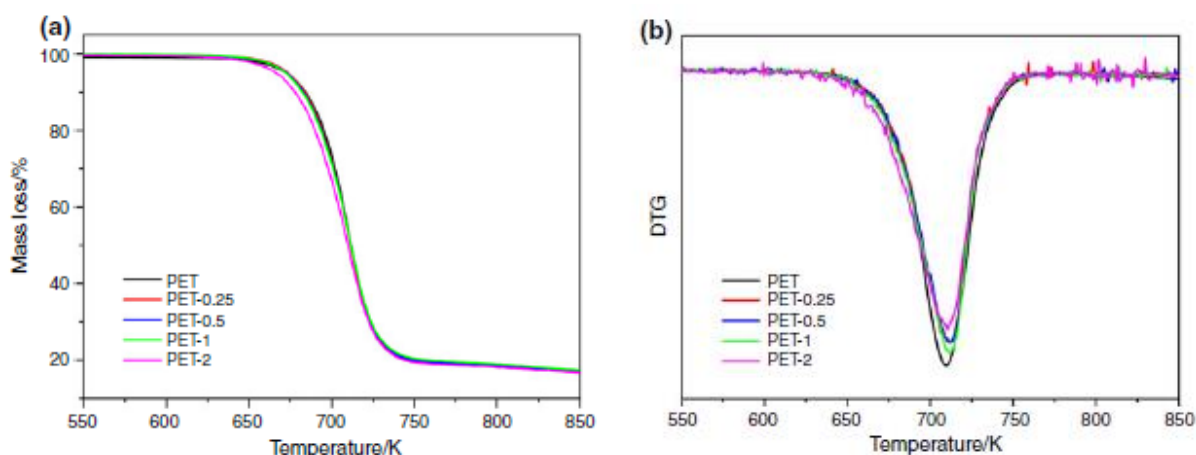 (a)
100
80
60
40
20
Mass loss/%
PET
PET-0.25
PET-0.5
PET-1
PET-2
550 600 650 700 750 800 850
Temperature/K
(b)
DTG
PET
PET-0.25
PET-0.5
PET-1
PET-2
550 600 650 700 750 800 850
Temperature/K